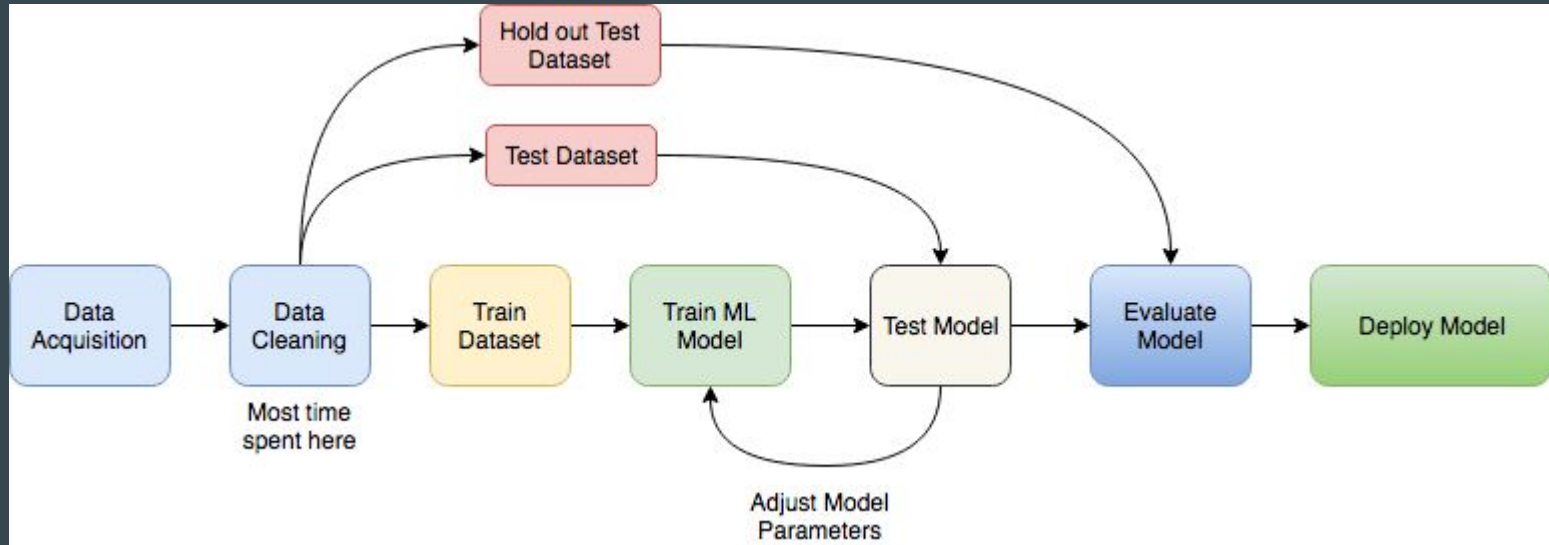 Hold out Test
Dataset
Test Dataset
Data
Acquisition
Data
Cleaning
Train
Dataset
Train ML
Model
Test Model
Evaluate
Model
Deploy Model
Most time
spent here
Adjust Model
Parameters